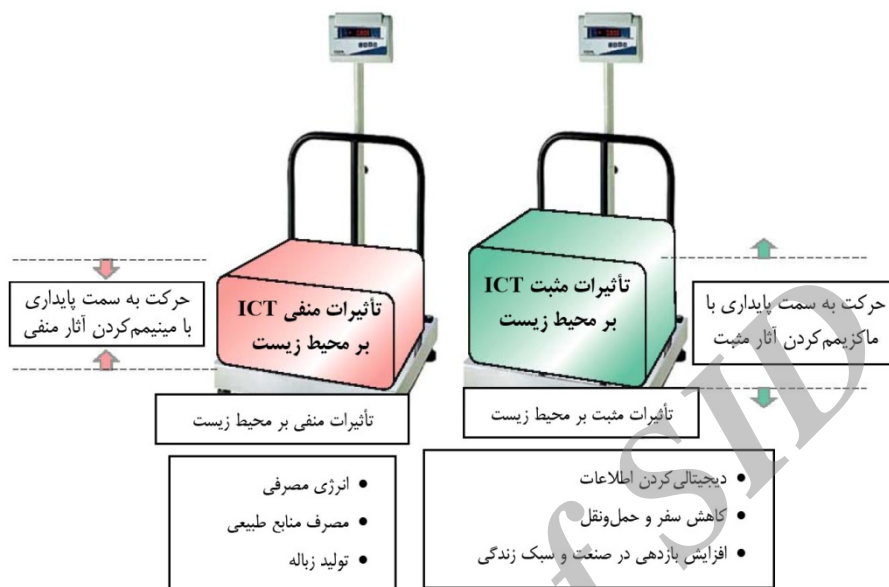 تأثیرات مثبت ICT
بر محیط زیست
تأثیرات منفی ICT
بر محیط زیست
حرکت به سمت پایداری با
ماکزیمم‌کردن آثار مثبت
حرکت به سمت پایداری
با مینیمم‌کردن آثار منفی
تأثیرات مثبت بر محیط زیست
تأثیرات منفی بر محیط زیست
• دیجیتالی‌کردن اطلاعات
• کاهش سفر و حمل‌ونقل
• افزایش بازدهی در صنعت و سبک زندگی
• انرژی مصرفی
• مصرف منابع طبیعی
• تولید زباله
of SID